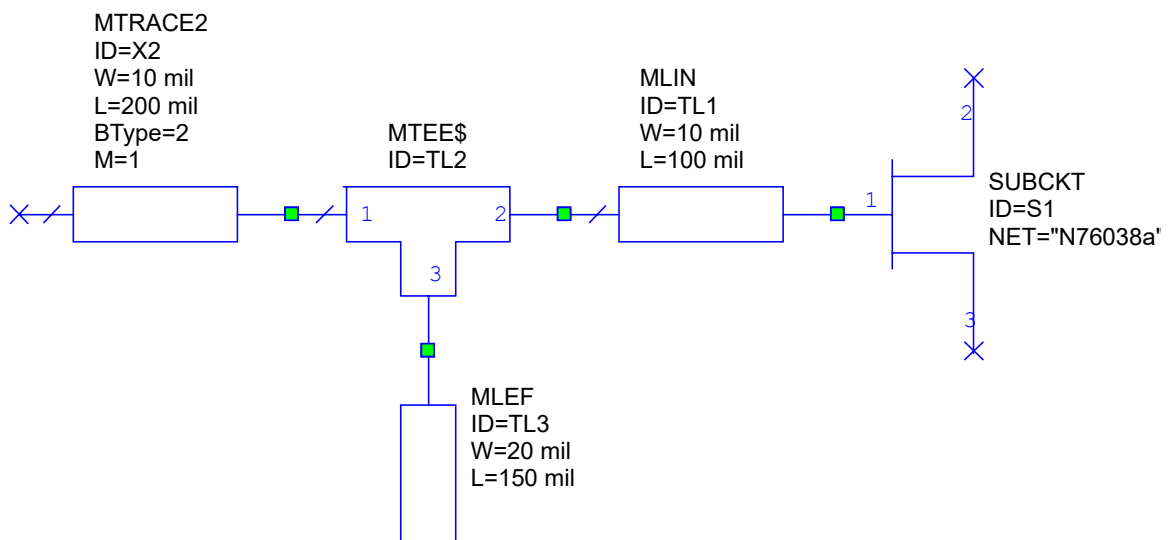 MTRACE2
ID=X2
W=10 mil
L=200 mil
BType=2
M=1
MTEE$
ID=TL2
1
2
3
MLIN
ID=TL1
W=10 mil
L=100 mil
1
2
3
SUBCKT
ID=S1
NET="N76038a"
MLEF
ID=TL3
W=20 mil
L=150 mil